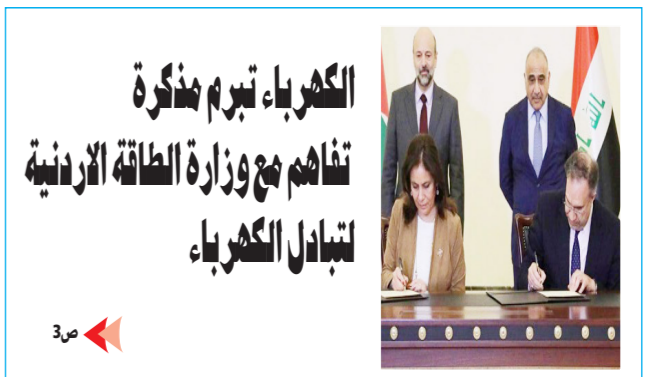 الكهرباء تبرم مذكرة
تفاهم مع وزارة الطاقة الاردنية
لتبادل الكهرباء
ص3